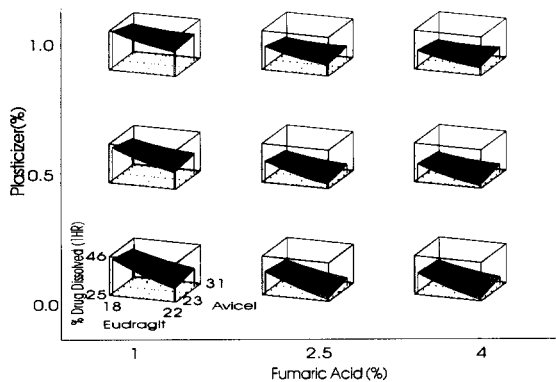 1.0
Plasticizer(%)
0.5
0.0
% Drug Dissolved (1HR)
46
25
18
22
23
31
Eudragit
Avicel
1
2.5
4
Fumaric Acid (%)